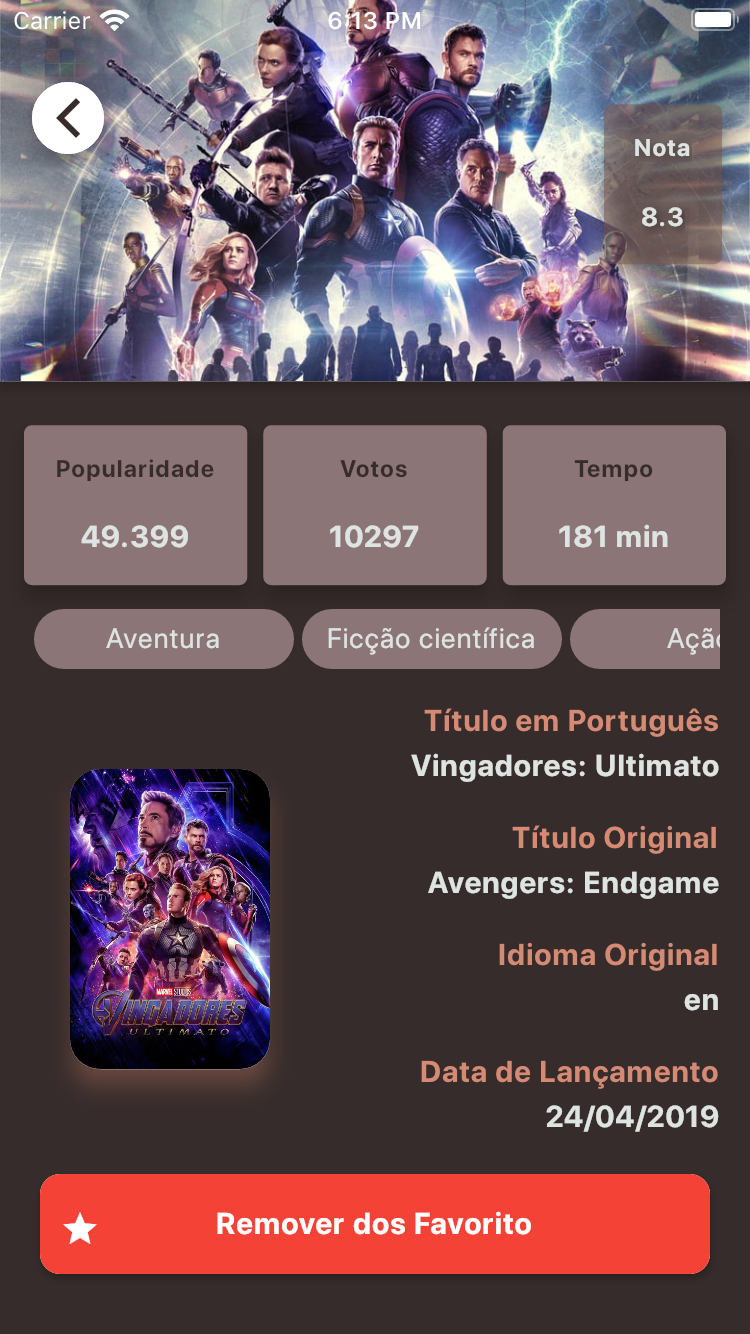 Carrier 6:13 PM
Nota
8.3
Popularidade Votos Tempo
49.399 10297 181 min
Aventura Ficção científica Açã
Título em Português
Vingadores: Ultimato
Título Original
Avengers: Endgame
Idioma Original
en
Data de Lançamento
24/04/2019
MARVEL STUDIOS
VINGADORES
ULTIMATO
Remover dos Favorito